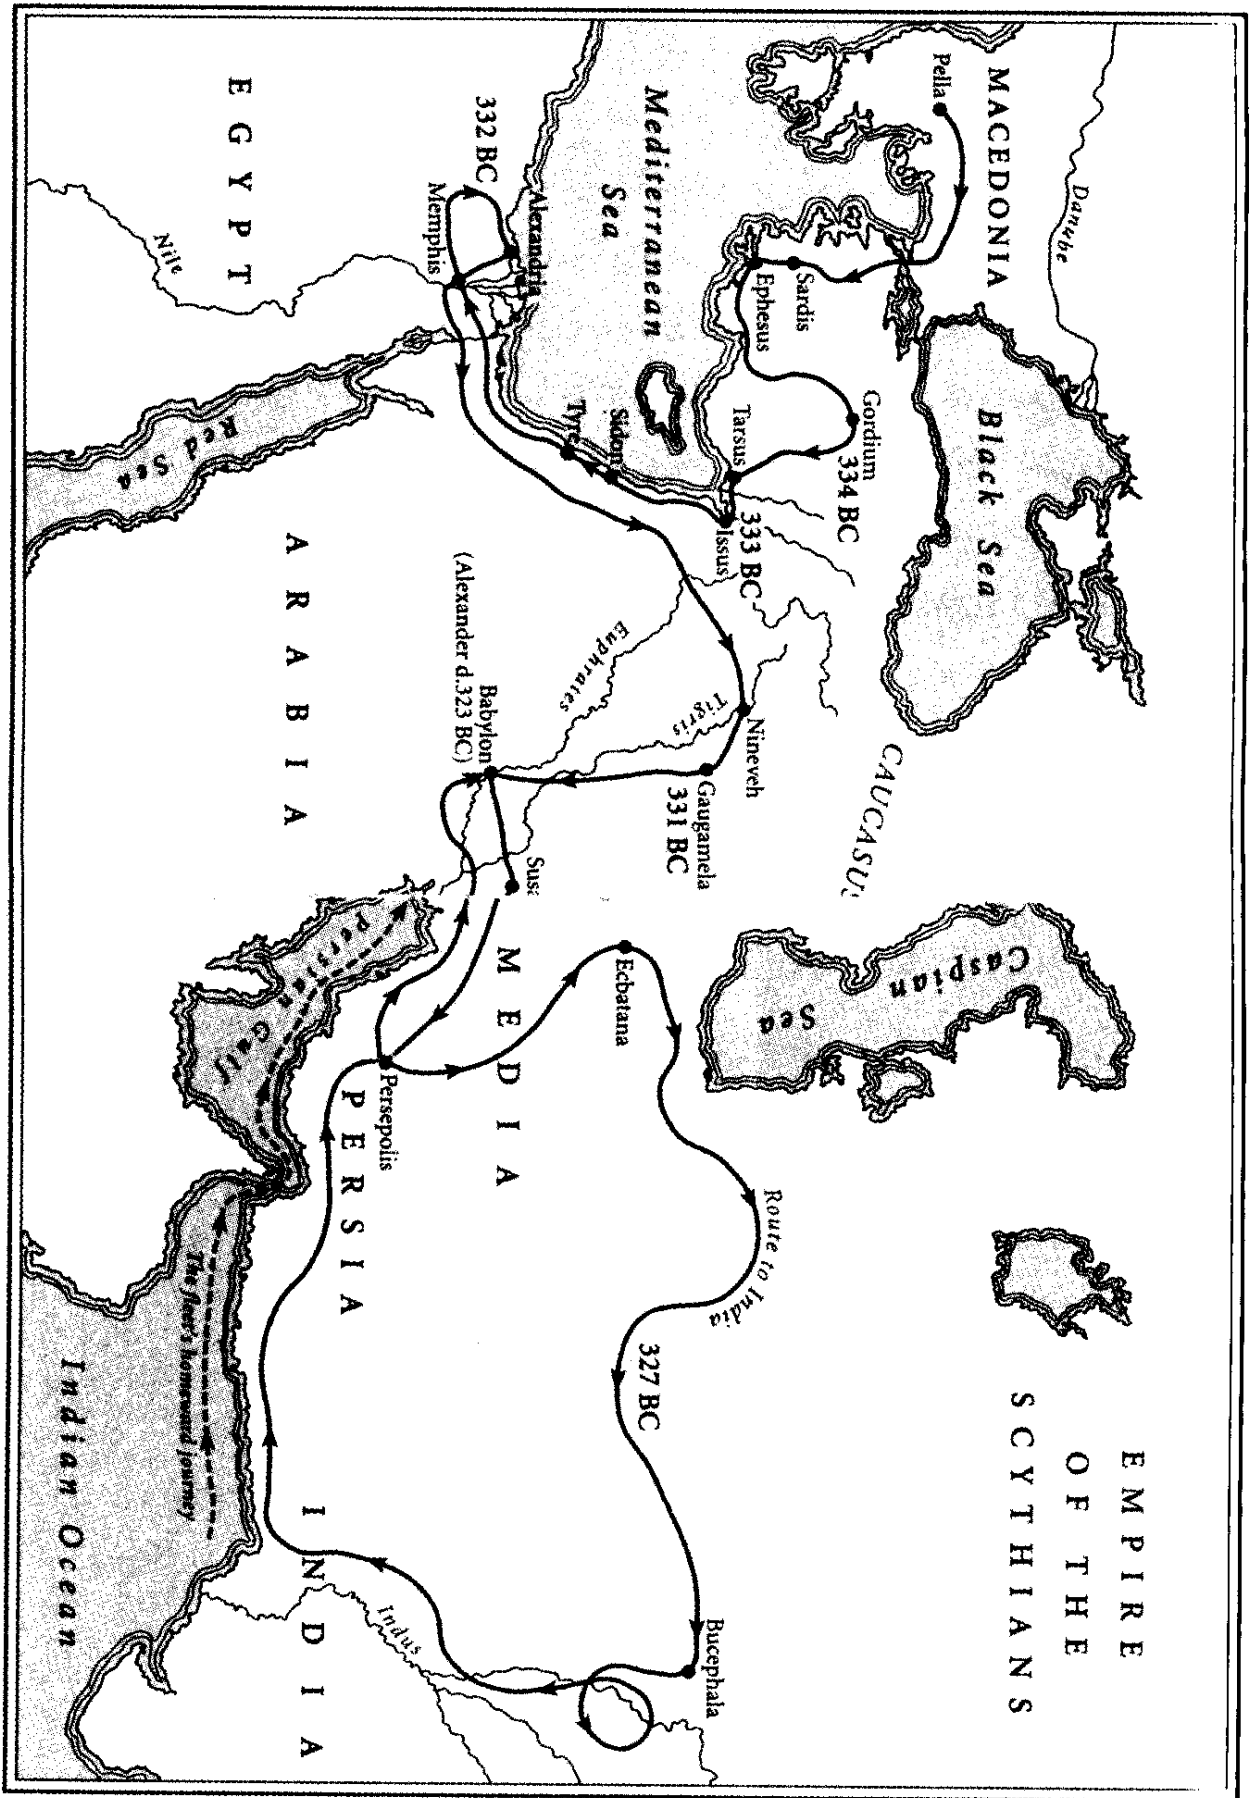 MACEDONIA
Pella
Danube
Black Sea
CAUCASUS
Caspian
Sea
EMPIRE
OF THE
SCYTHIANS
Sardis
Ephesus
Gordium
334 BC
Tarsus
333 BC
Issus
Mediterranean
Sea
Sidon
Tyre
Alexandria
332 BC
Memphis
EGYPT
Nile
Red Sea
ARABIA
Euphrates
Tigris
Nineveh
Gaugamela
331 BC
Babylon
(Alexander d.323 BC)
Susa
MEDIA
Ecbatana
Persepolis
PERSIA
Persian
Gulf
Route to India
327 BC
Bucephala
Indus
INDIA
The fleet's homeward journey
Indian Ocean